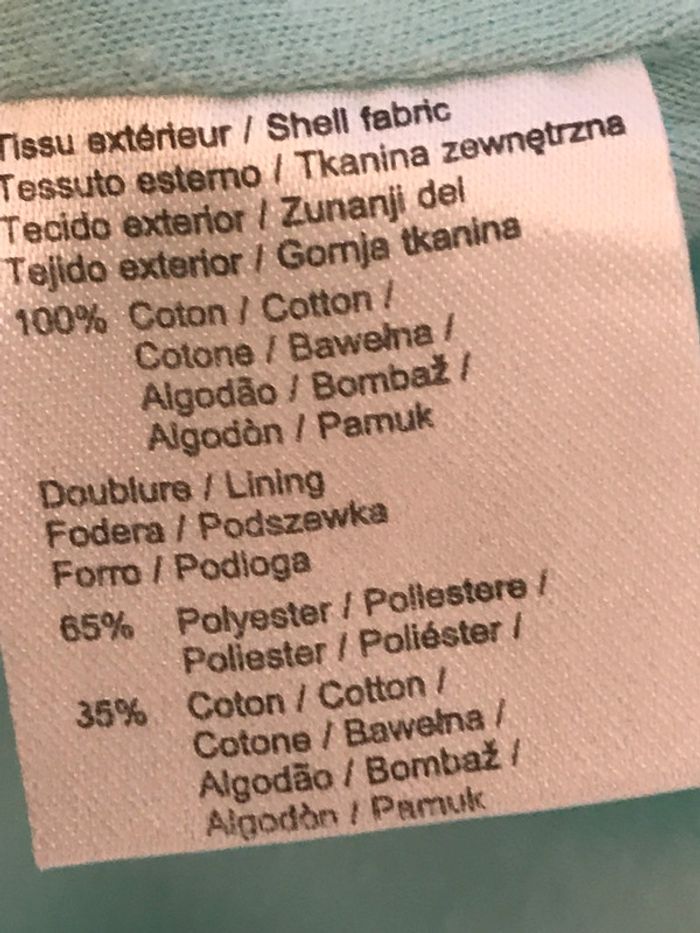 Tissu extérieur / Shell fabric
Tessuto esterno / Tkanina zewnętrzna
Tecido exterior / Zunanji del
Tejido exterior / Gornja tkanina
100% Coton / Cotton /
Cotone / Bawełna /
Algodão / Bombaž /
Algodòn / Pamuk
Doublure / Lining
Fodera / Podszewka
Forro / Podloga
65% Polyester / Poliestere /
Poliester / Poliéster /
35% Coton / Cotton /
Cotone / Bawełna /
Algodão / Bombaž /
Algodòn / Pamuk